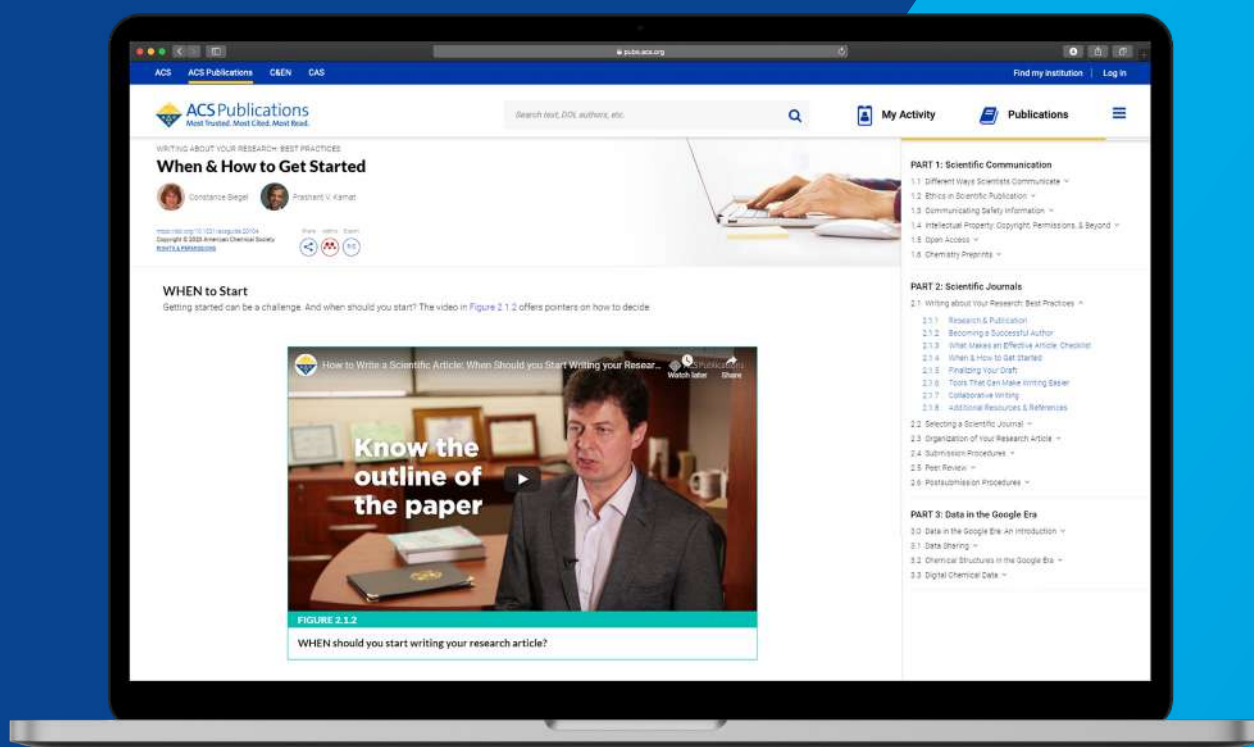 pubs.acs.org
ACS ACS Publications C&EN CAS
Find my Institution Log In
ACS Publications
Most Trusted. Most Cited. Most Read.
Search text, DOI, authors, etc.
My Activity
Publications
WRITING ABOUT YOUR RESEARCH: BEST PRACTICES
When & How to Get Started
Constance Biegel
Prashant V. Kamat
Copyright © 2020 American Chemical Society
RIGHTS & PERMISSIONS
Share
Export
WHEN to Start
Getting started can be a challenge. And when should you start? The video in Figure 2.1.2 offers pointers on how to decide
How to Write a Scientific Article: When Should you Start Writing your Resear...
ACS Publications
Watch later
Share
Know the
outline of
the paper
FIGURE 2.1.2
WHEN should you start writing your research article?
PART 1: Scientific Communication
1.1 Different Ways Scientists Communicate
1.2 Ethics in Scientific Publication
1.3 Communicating Safety Information
1.4 Intellectual Property: Copyright, Permissions, & Beyond
1.5 Open Access
1.6 Chemistry Preprints
PART 2: Scientific Journals
2.1 Writing about Your Research: Best Practices
2.1.1 Research & Publication
2.1.2 Becoming a Successful Author
2.1.3 What Makes an Effective Article: Checklist
2.1.4 When & How to Get Started
2.1.5 Finalizing Your Draft
2.1.6 Tools That Can Make Writing Easier
2.1.7 Collaborative Writing
2.1.8 Additional Resources & References
2.2 Selecting a Scientific Journal
2.3 Organization of Your Research Article
2.4 Submission Procedures
2.5 Peer Review
2.6 Postsubmission Procedures
PART 3: Data in the Google Era
3.0 Data in the Google Era: An Introduction
3.1 Data Sharing
3.2 Chemical Structures in the Google Era
3.3 Digital Chemical Data